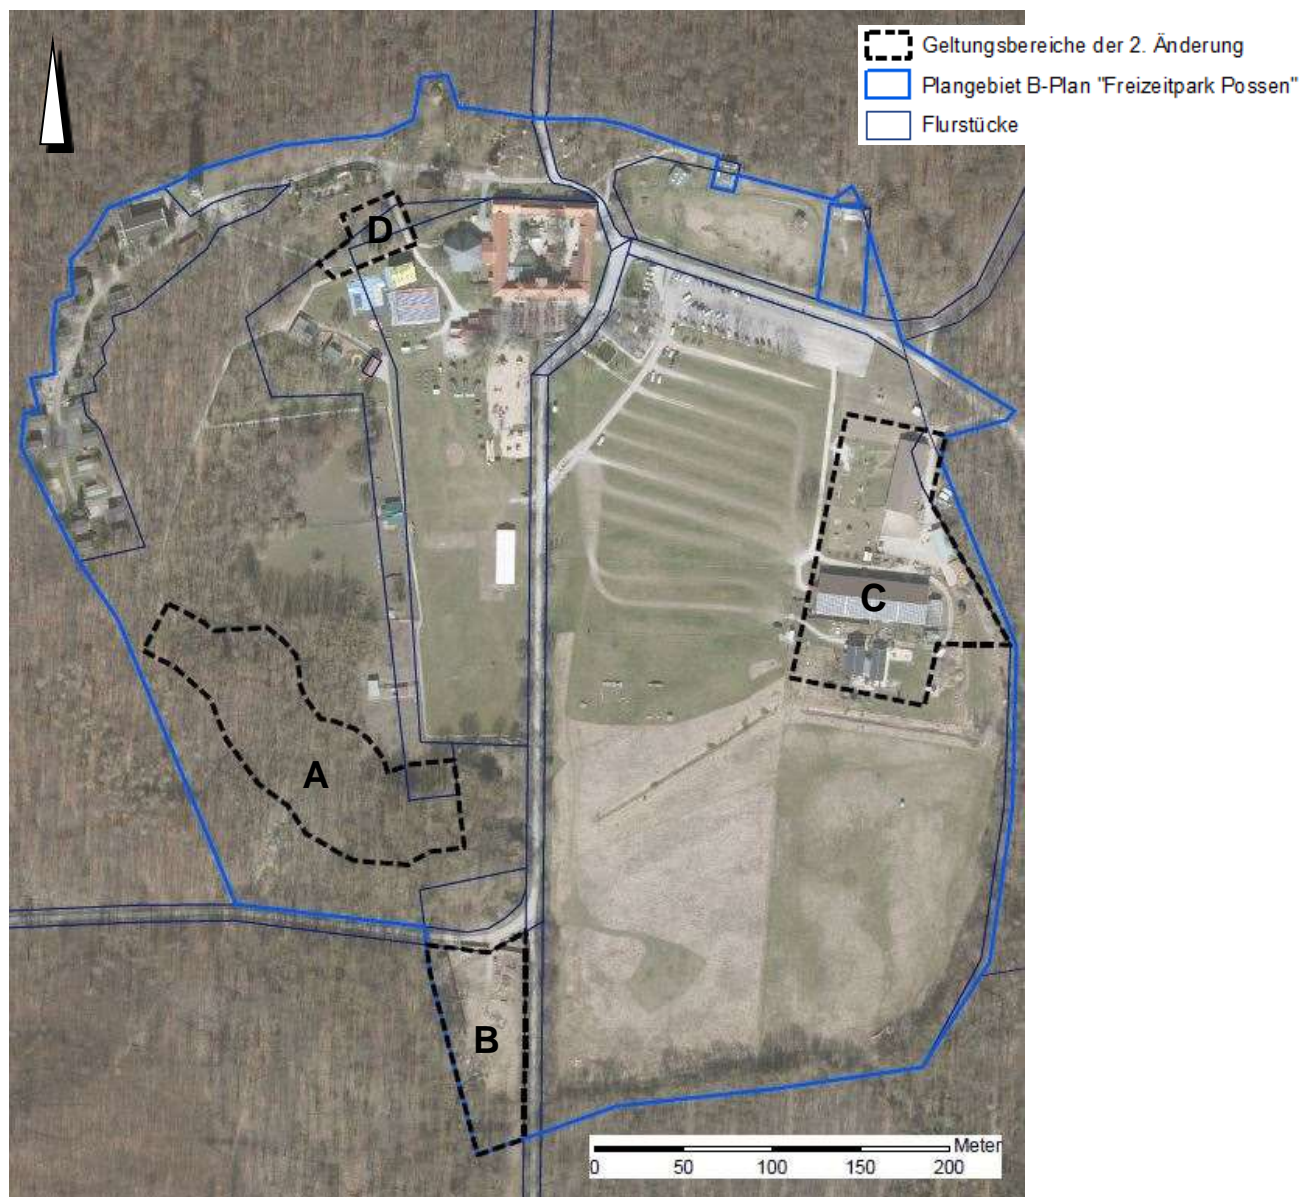 Geltungsbereiche der 2. Änderung
Plangebiet B-Plan "Freizeitpark Possen"
Flurstücke
D
C
A
B
Meter
0 50 100 150 200